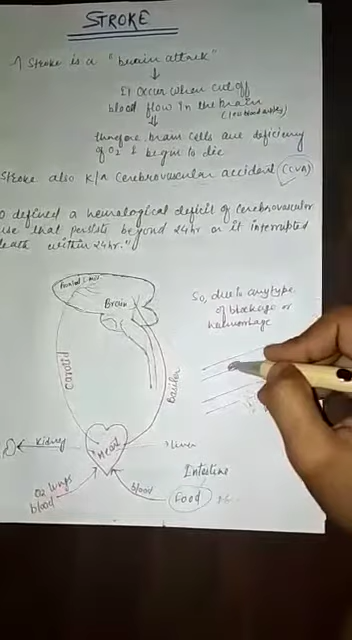 STROKE
A stroke is a "brain attack"
It occur when cut off
blood flow in the brain
therefore brain cells are deficiency
of O2 & begin to die
Stroke also k/a Cerebrovascular accident (CVA)
O defined a neurological deficit of cerebrovascular
use that persists beyond 24hr or it interrupted
death within 24hr."
Brain
So, due to any type
of blockage or
haemorrhage
Carotid
Kidney
Heart
liver
Intestine
O2 lungs
blood
blood
Food